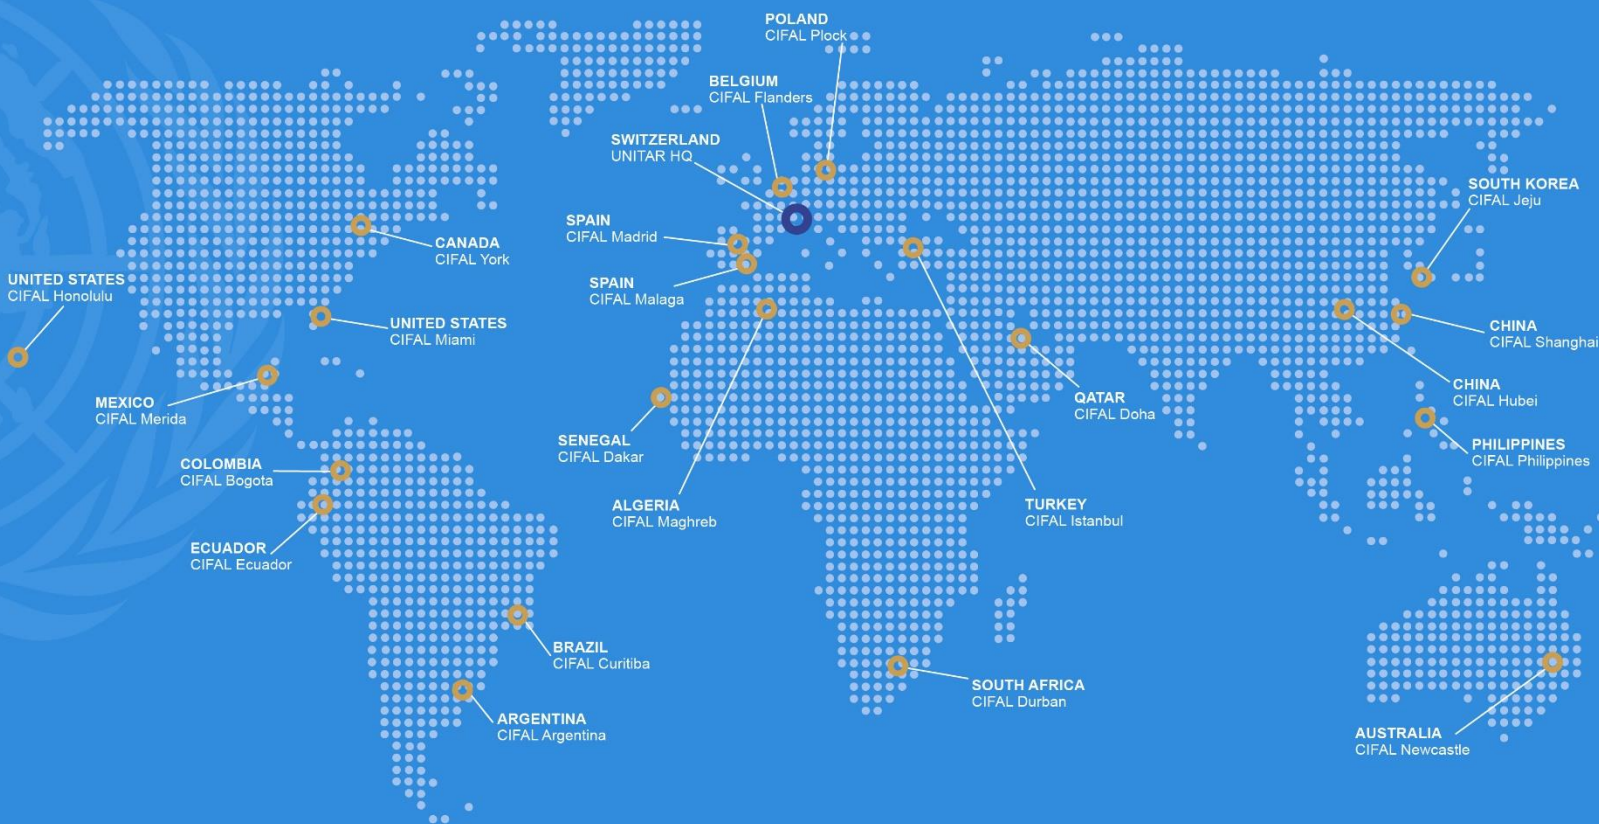 POLAND
CIFAL Plock
BELGIUM
CIFAL Flanders
SWITZERLAND
UNITAR HQ
SOUTH KOREA
CIFAL Jeju
SPAIN
CIFAL Madrid
CANADA
CIFAL York
UNITED STATES
CIFAL Honolulu
SPAIN
CIFAL Malaga
UNITED STATES
CIFAL Miami
CHINA
CIFAL Shanghai
CHINA
CIFAL Hubei
QATAR
CIFAL Doha
MEXICO
CIFAL Merida
SENEGAL
CIFAL Dakar
PHILIPPINES
CIFAL Philippines
COLOMBIA
CIFAL Bogota
ALGERIA
CIFAL Maghreb
TURKEY
CIFAL Istanbul
ECUADOR
CIFAL Ecuador
BRAZIL
CIFAL Curitiba
SOUTH AFRICA
CIFAL Durban
ARGENTINA
CIFAL Argentina
AUSTRALIA
CIFAL Newcastle